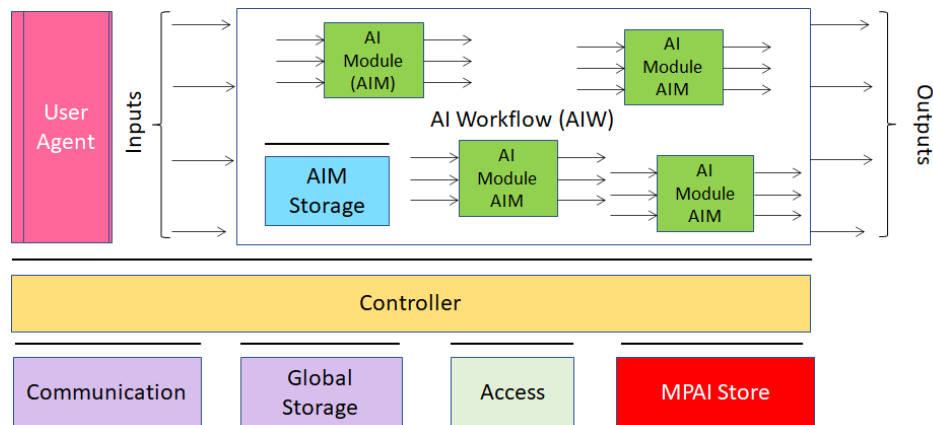 User
Agent
Inputs
AI
Module
(AIM)
AI
Module
AIM
AI Workflow (AIW)
AIM
Storage
AI
Module
AIM
AI
Module
AIM
Outputs
Controller
Communication
Global
Storage
Access
MPAI Store